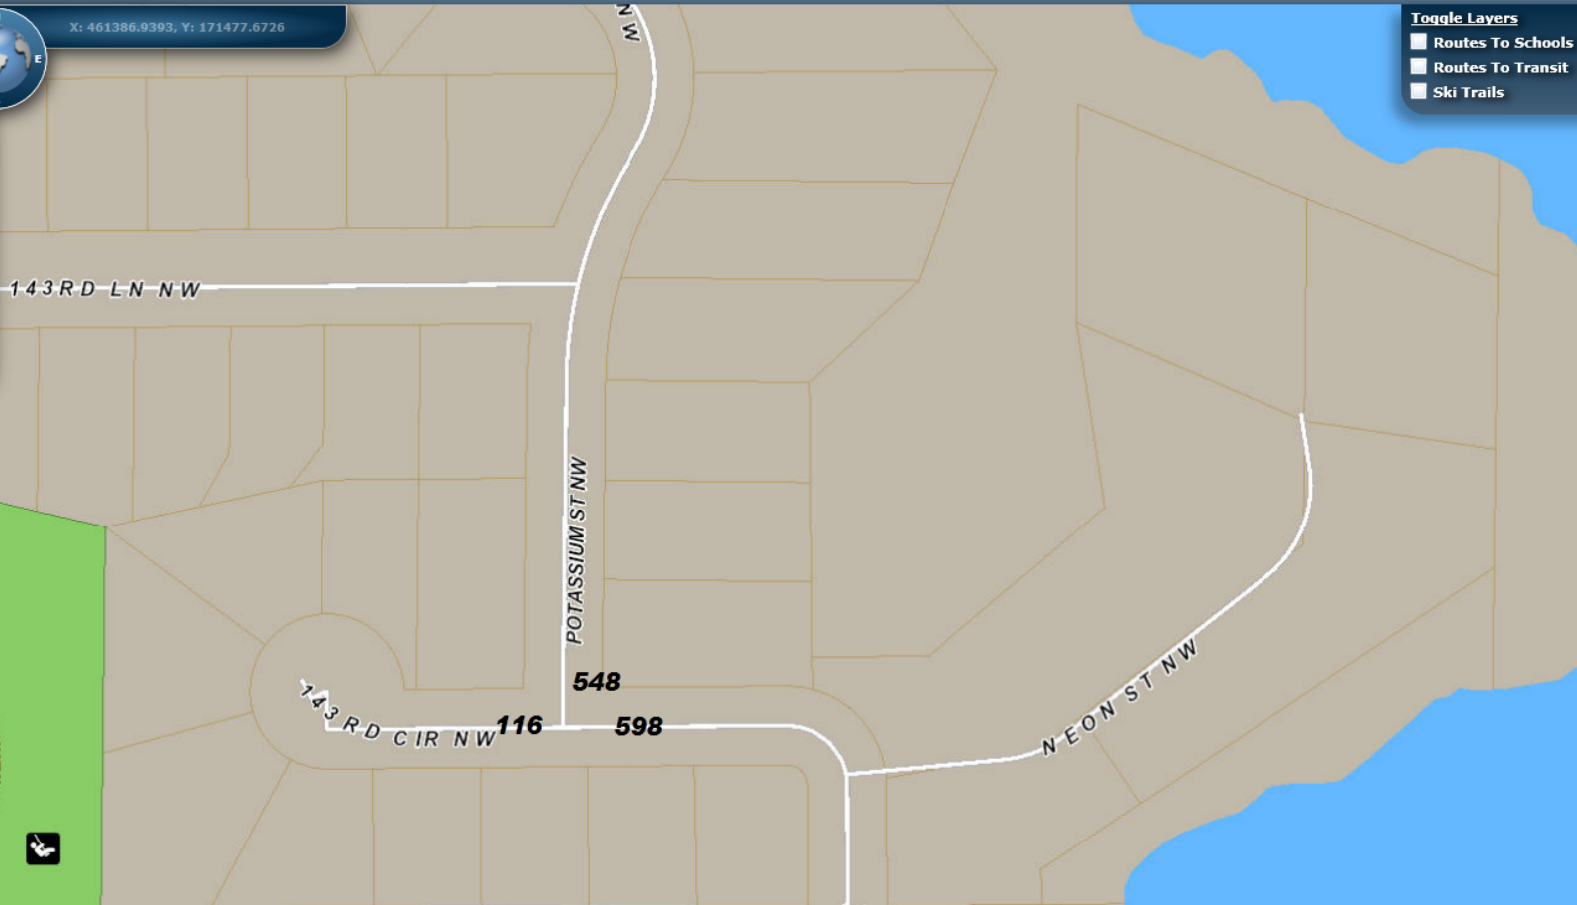 X: 461386.9393, Y: 171477.6726
E
Toggle Layers
Routes To Schools
Routes To Transit
Ski Trails
NW
143RD LN NW
POTASSIUM ST NW
548
116
598
143RD CIR NW
NEON ST NW